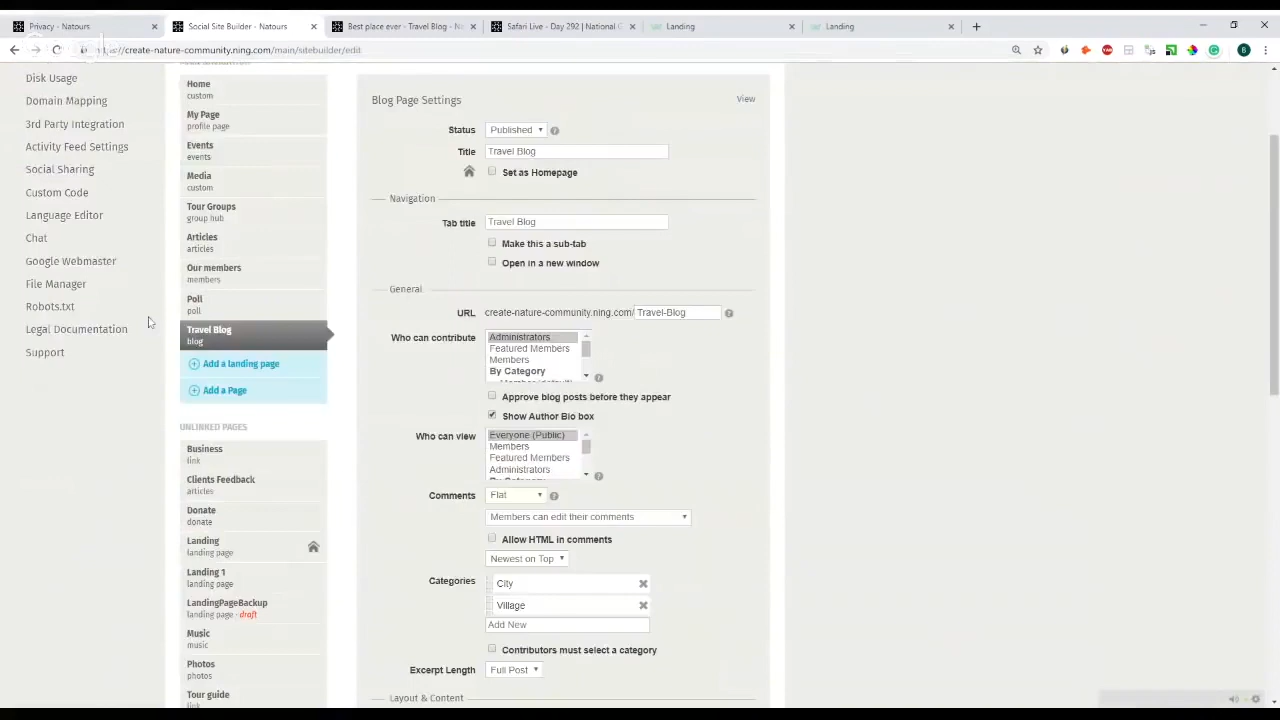 Privacy - Natours
Social Site Builder - Natours
Best place ever - Travel Blog - Na
Safari Live - Day 292 | National G
Landing
Landing
create-nature-community.ning.com/main/sitebuilder/edit
Disk Usage
Domain Mapping
3rd Party Integration
Activity Feed Settings
Social Sharing
Custom Code
Language Editor
Chat
Google Webmaster
File Manager
Robots.txt
Legal Documentation
Support
Home
custom
My Page
profile page
Events
events
Media
custom
Tour Groups
group hub
Articles
articles
Our members
members
Poll
poll
Travel Blog
blog
Add a landing page
Add a Page
UNLINKED PAGES
Business
link
Clients Feedback
articles
Donate
donate
Landing
landing page
Landing 1
landing page
LandingPageBackup
landing page - draft
Music
music
Photos
photos
Tour guide
link
Blog Page Settings
View
Status Published
Title Travel Blog
Set as Homepage
Navigation
Tab title Travel Blog
Make this a sub-tab
Open in a new window
General
URL create-nature-community.ning.com/ Travel-Blog
Who can contribute Administrators
Featured Members
Members
By Category
Approve blog posts before they appear
Show Author Bio box
Who can view Everyone (Public)
Members
Featured Members
Administrators
Comments Flat
Members can edit their comments
Allow HTML in comments
Newest on Top
Categories City
Village
Add New
Contributors must select a category
Excerpt Length Full Post
Layout & Content